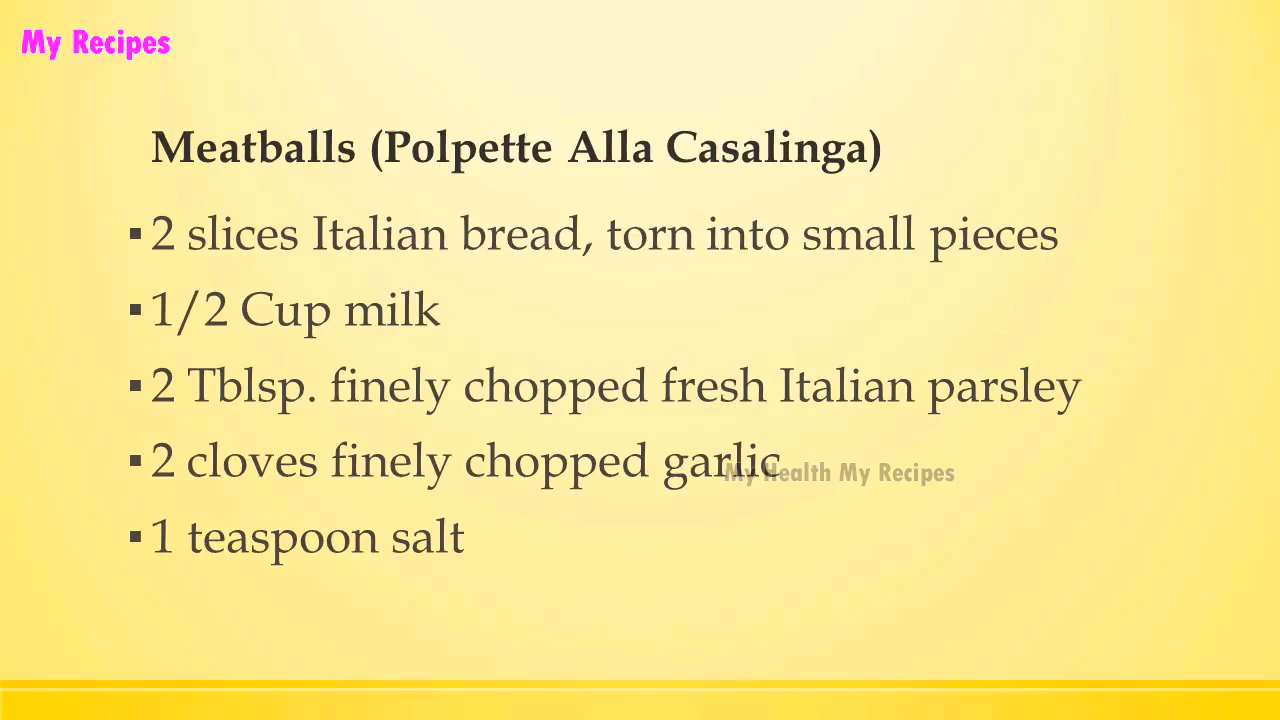 My Recipes
Meatballs (Polpette Alla Casalinga)
▪ 2 slices Italian bread, torn into small pieces
▪ 1/2 Cup milk
▪ 2 Tblsp. finely chopped fresh Italian parsley
▪ 2 cloves finely chopped garlic
My Health My Recipes
▪ 1 teaspoon salt